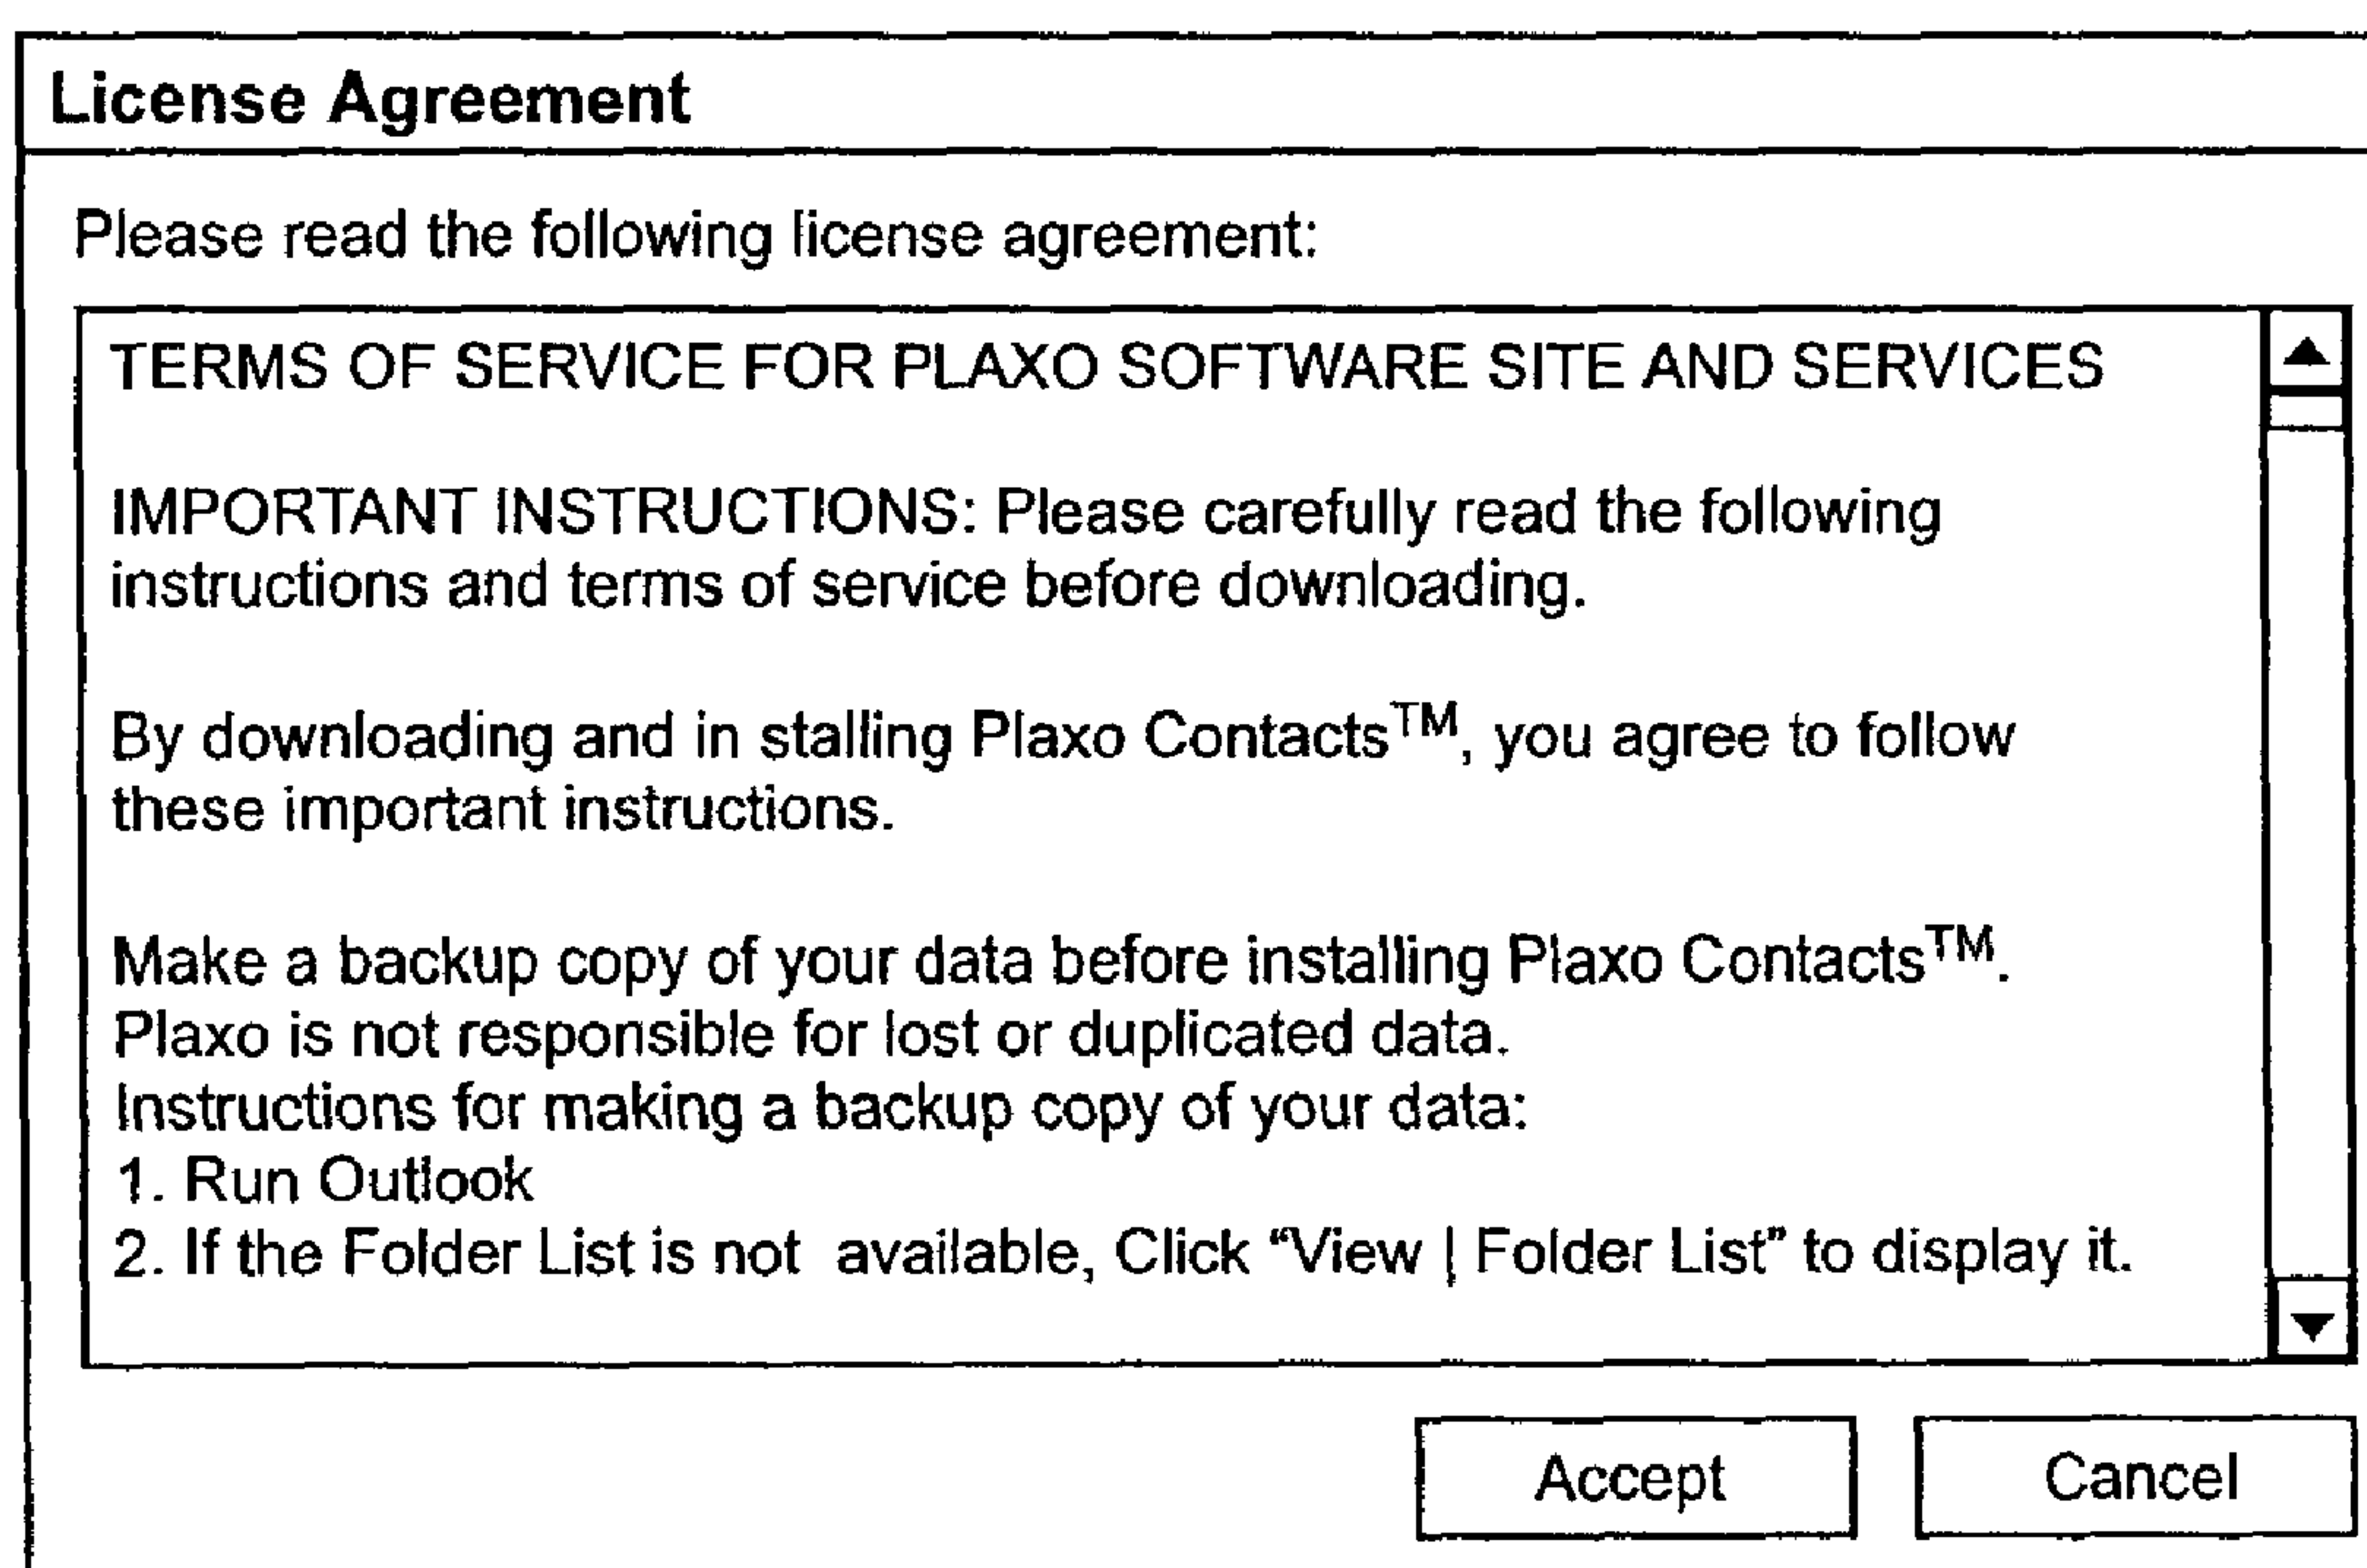 License Agreement
Please read the following license agreement:
TERMS OF SERVICE FOR PLAXO SOFTWARE SITE AND SERVICES
IMPORTANT INSTRUCTIONS: Please carefully read the following
instructions and terms of service before downloading.
By downloading and in stalling Plaxo Contacts™, you agree to follow
these important instructions.
Make a backup copy of your data before installing Plaxo Contacts™.
Plaxo is not responsible for lost or duplicated data.
Instructions for making a backup copy of your data:
1. Run Outlook
2. If the Folder List is not  available, Click “View | Folder List” to display it.
Accept Cancel